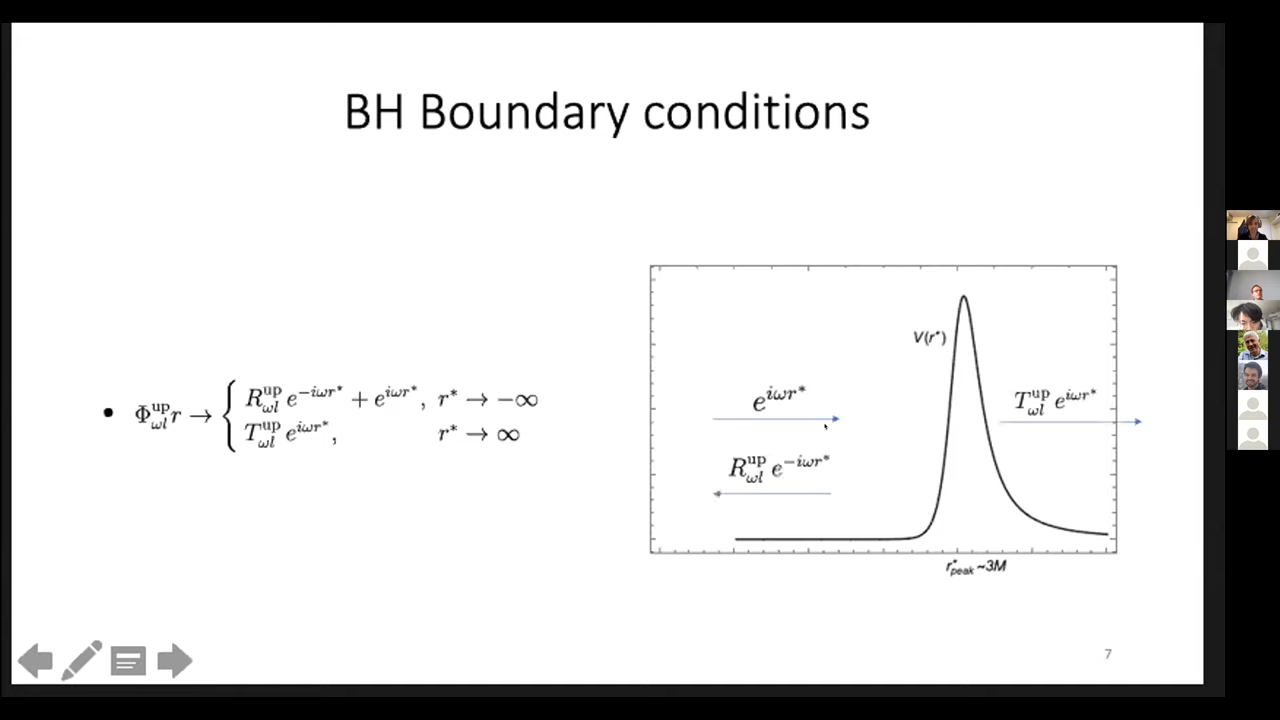 BH Boundary conditions
• Φ^up_ωl r → { R^up_ωl e^{-iωr*} + e^{iωr*}, r* → −∞
T^up_ωl e^{iωr*}, r* → ∞
V(r*)
e^{iωr*}
T^up_ωl e^{iωr*}
R^up_ωl e^{-iωr*}
r*_peak ~3M
7